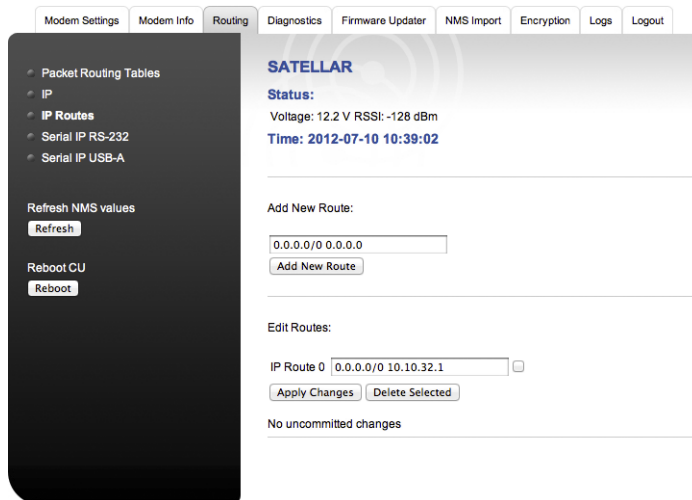 Modem Settings Modem Info Routing Diagnostics Firmware Updater NMS Import Encryption Logs Logout
Packet Routing Tables
IP
IP Routes
Serial IP RS-232
Serial IP USB-A
Refresh NMS values
Refresh
Reboot CU
Reboot
SATELLAR
Status:
Voltage: 12.2 V RSSI: -128 dBm
Time: 2012-07-10 10:39:02
Add New Route:
0.0.0.0/0 0.0.0.0
Add New Route
Edit Routes:
IP Route 0 0.0.0.0/0 10.10.32.1
Apply Changes Delete Selected
No uncommitted changes